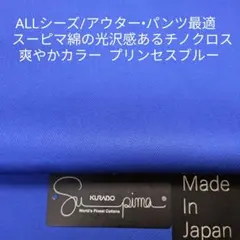 ALLシーズ/アウター•パンツ最適
スーピマ綿の光沢感あるチノクロス
爽やかカラー プリンセスブルー
KURABO
Supima
World's Finest Cottons
Made
In
Japan